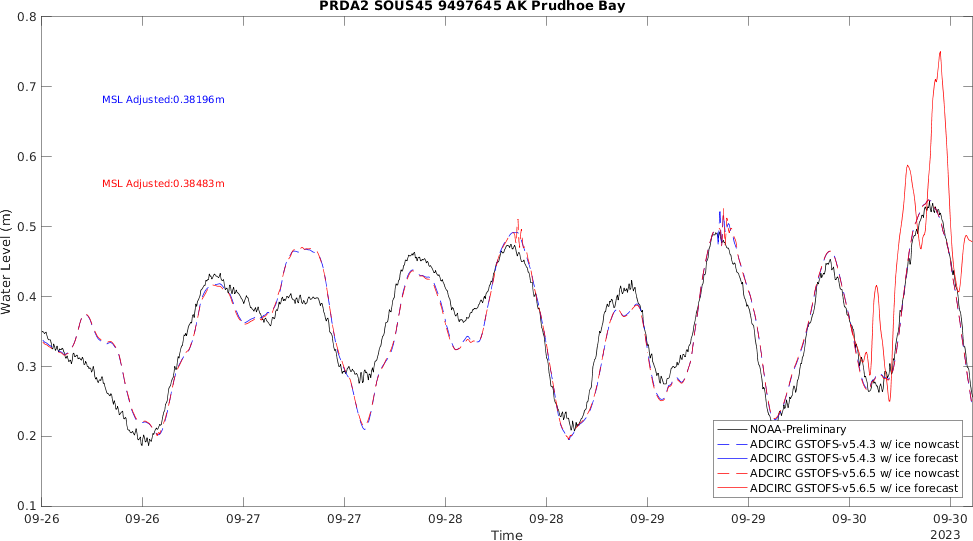 PRDA2 SOUS45 9497645 AK Prudhoe Bay
0.8
0.7
0.6
0.5
0.4
0.3
0.2
0.1
Water Level (m)
MSL Adjusted:0.38196m
MSL Adjusted:0.38483m
NOAA-Preliminary
ADCIRC GSTOFS-v5.4.3 w/ ice nowcast
ADCIRC GSTOFS-v5.4.3 w/ ice forecast
ADCIRC GSTOFS-v5.6.5 w/ ice nowcast
ADCIRC GSTOFS-v5.6.5 w/ ice forecast
09-26 09-26 09-27 09-27 09-28 09-28 09-29 09-29 09-30 09-30
2023
Time